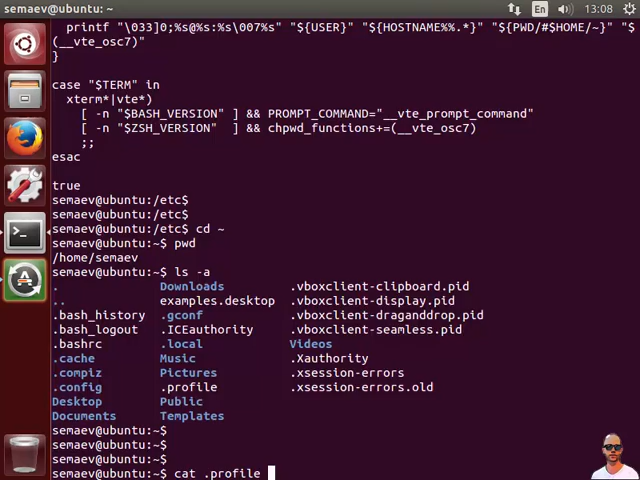 semaev@ubuntu: ~
En
13:08
printf "\033]0;%s@%s:%s\007%s" "${USER}" "${HOSTNAME%%.*}" "${PWD/#$HOME/~}" "$
(__vte_osc7)"
}
case "$TERM" in
xterm*|vte*)
[ -n "$BASH_VERSION" ] && PROMPT_COMMAND="__vte_prompt_command"
[ -n "$ZSH_VERSION"  ] && chpwd_functions+=(__vte_osc7)
;;
esac
true
semaev@ubuntu:/etc$
semaev@ubuntu:/etc$
semaev@ubuntu:/etc$ cd ~
semaev@ubuntu:~$ pwd
/home/semaev
semaev@ubuntu:~$ ls -a
. Downloads .vboxclient-clipboard.pid
.. examples.desktop .vboxclient-display.pid
.bash_history .gconf .vboxclient-draganddrop.pid
.bash_logout .ICEauthority .vboxclient-seamless.pid
.bashrc .local Videos
.cache Music .Xauthority
.compiz Pictures .xsession-errors
.config .profile .xsession-errors.old
Desktop Public
Documents Templates
semaev@ubuntu:~$
semaev@ubuntu:~$
semaev@ubuntu:~$
semaev@ubuntu:~$ cat .profile